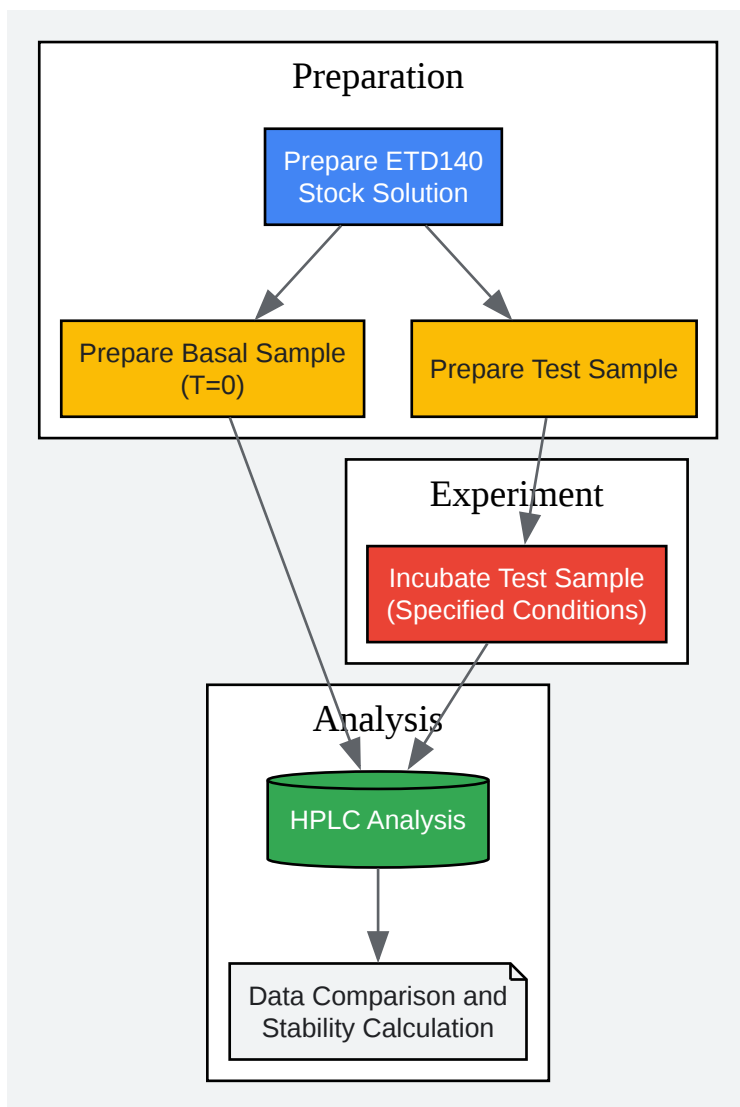 Preparation
Prepare ETD140
Stock Solution
Prepare Basal Sample
(T=0)
Prepare Test Sample
Experiment
Incubate Test Sample
(Specified Conditions)
Analysis
HPLC Analysis
Data Comparison and
Stability Calculation